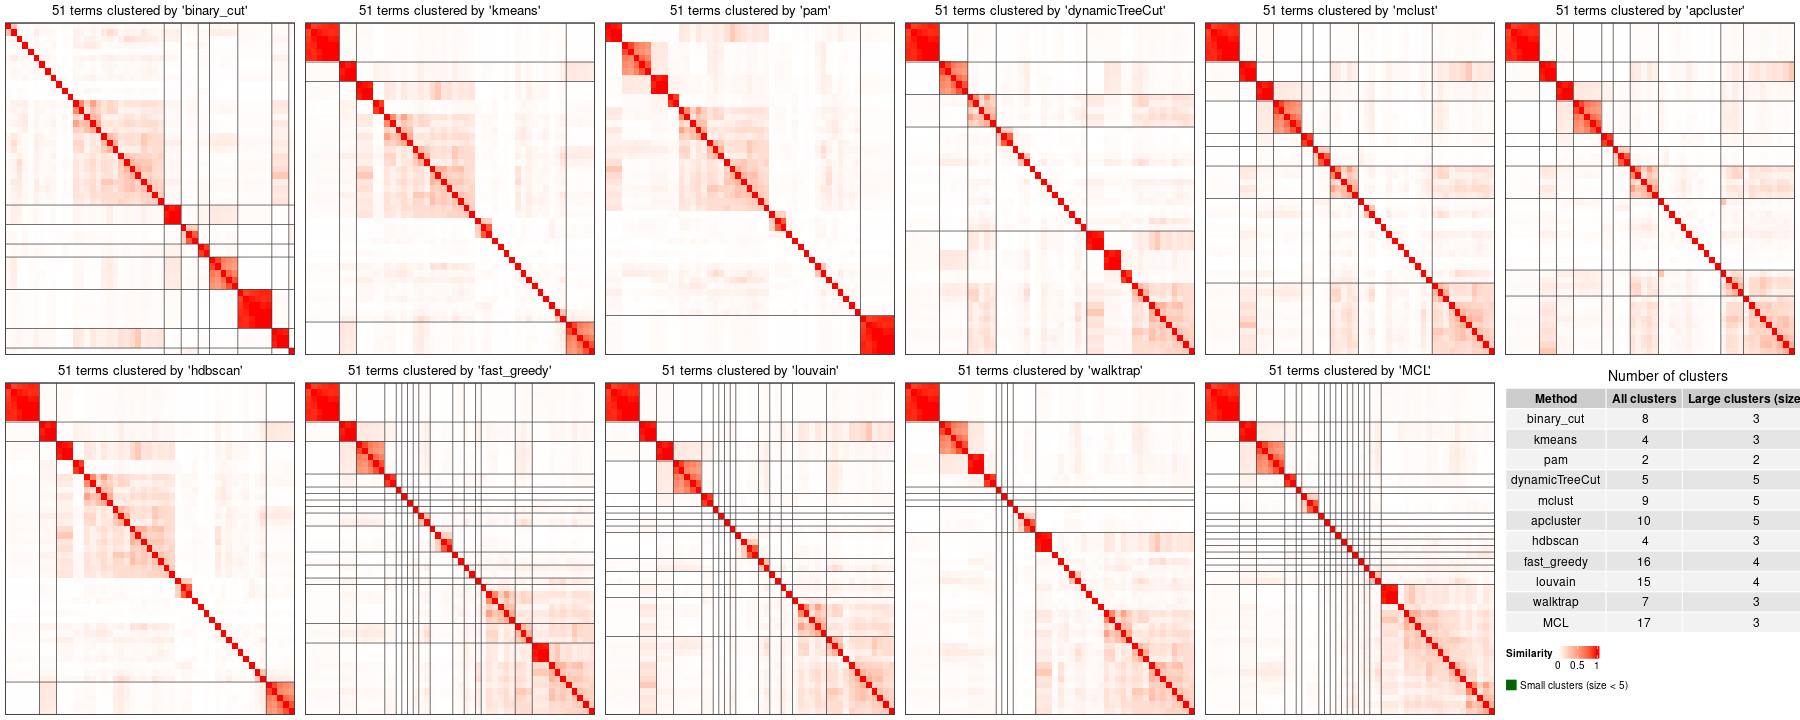 51 terms clustered by 'binary_cut'
51 terms clustered by 'kmeans'
51 terms clustered by 'pam'
51 terms clustered by 'dynamicTreeCut'
51 terms clustered by 'mclust'
51 terms clustered by 'apcluster'
51 terms clustered by 'hdbscan'
51 terms clustered by 'fast_greedy'
51 terms clustered by 'louvain'
51 terms clustered by 'walktrap'
51 terms clustered by 'MCL'
Number of clusters
Method All clusters Large clusters (size
binary_cut 8 3
kmeans 4 3
pam 2 2
dynamicTreeCut 5 5
mclust 9 5
apcluster 10 5
hdbscan 4 3
fast_greedy 16 4
louvain 15 4
walktrap 7 3
MCL 17 3
Similarity
0 0.5 1
Small clusters (size < 5)